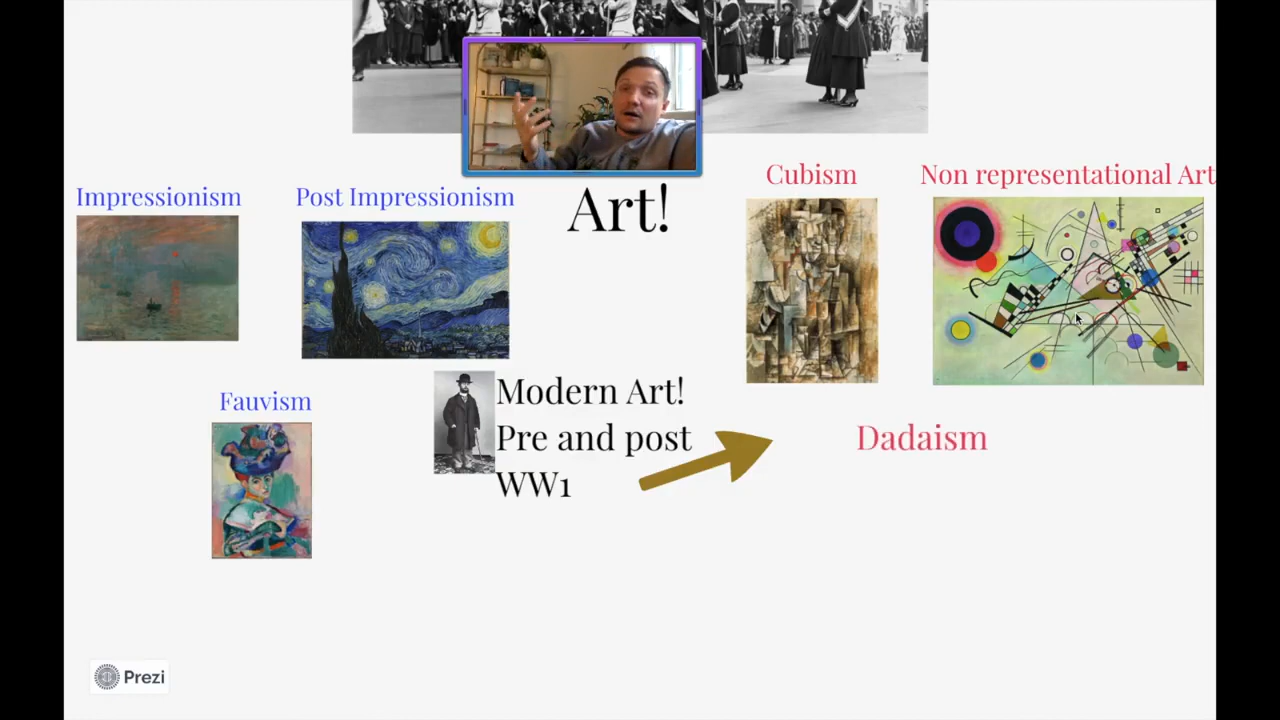 Impressionism
Post Impressionism
Art!
Cubism
Non representational Art
Fauvism
Modern Art!
Pre and post
WW1
Dadaism
Prezi